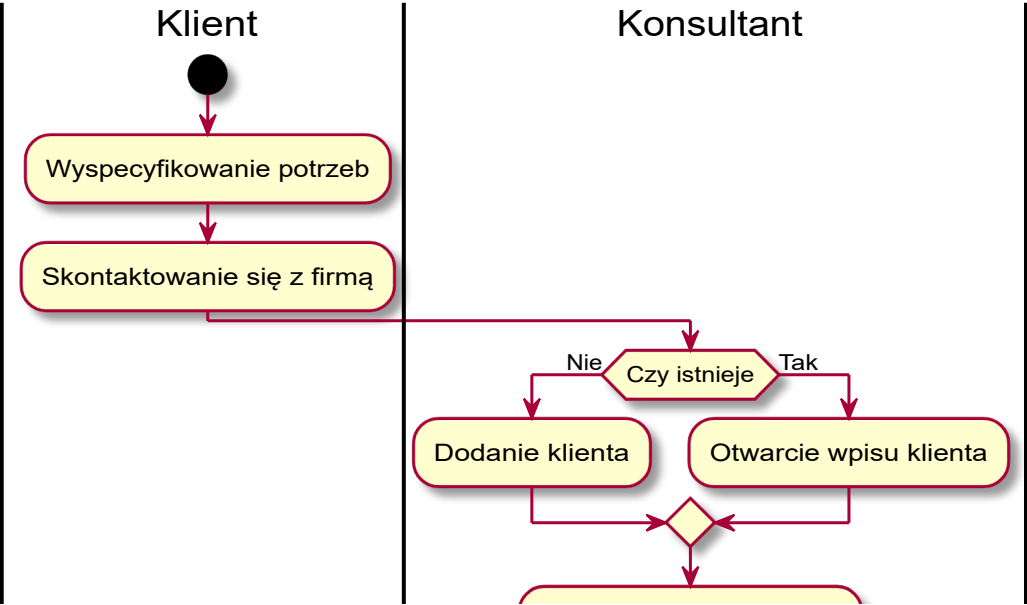 Klient
Konsultant
Wyspecyfikowanie potrzeb
Skontaktowanie się z firmą
Nie
Czy istnieje
Tak
Dodanie klienta
Otwarcie wpisu klienta